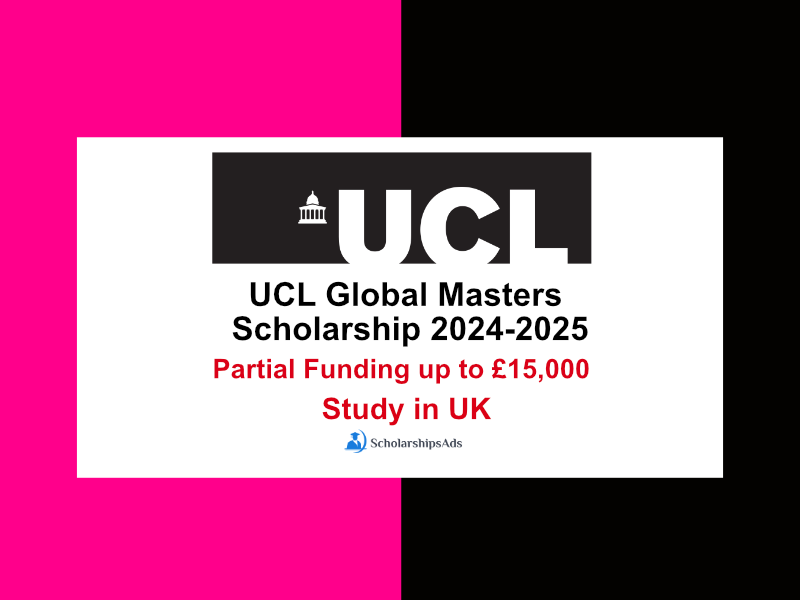 UCL
UCL Global Masters
Scholarship 2024-2025
Partial Funding up to £15,000
Study in UK
ScholarshipsAds